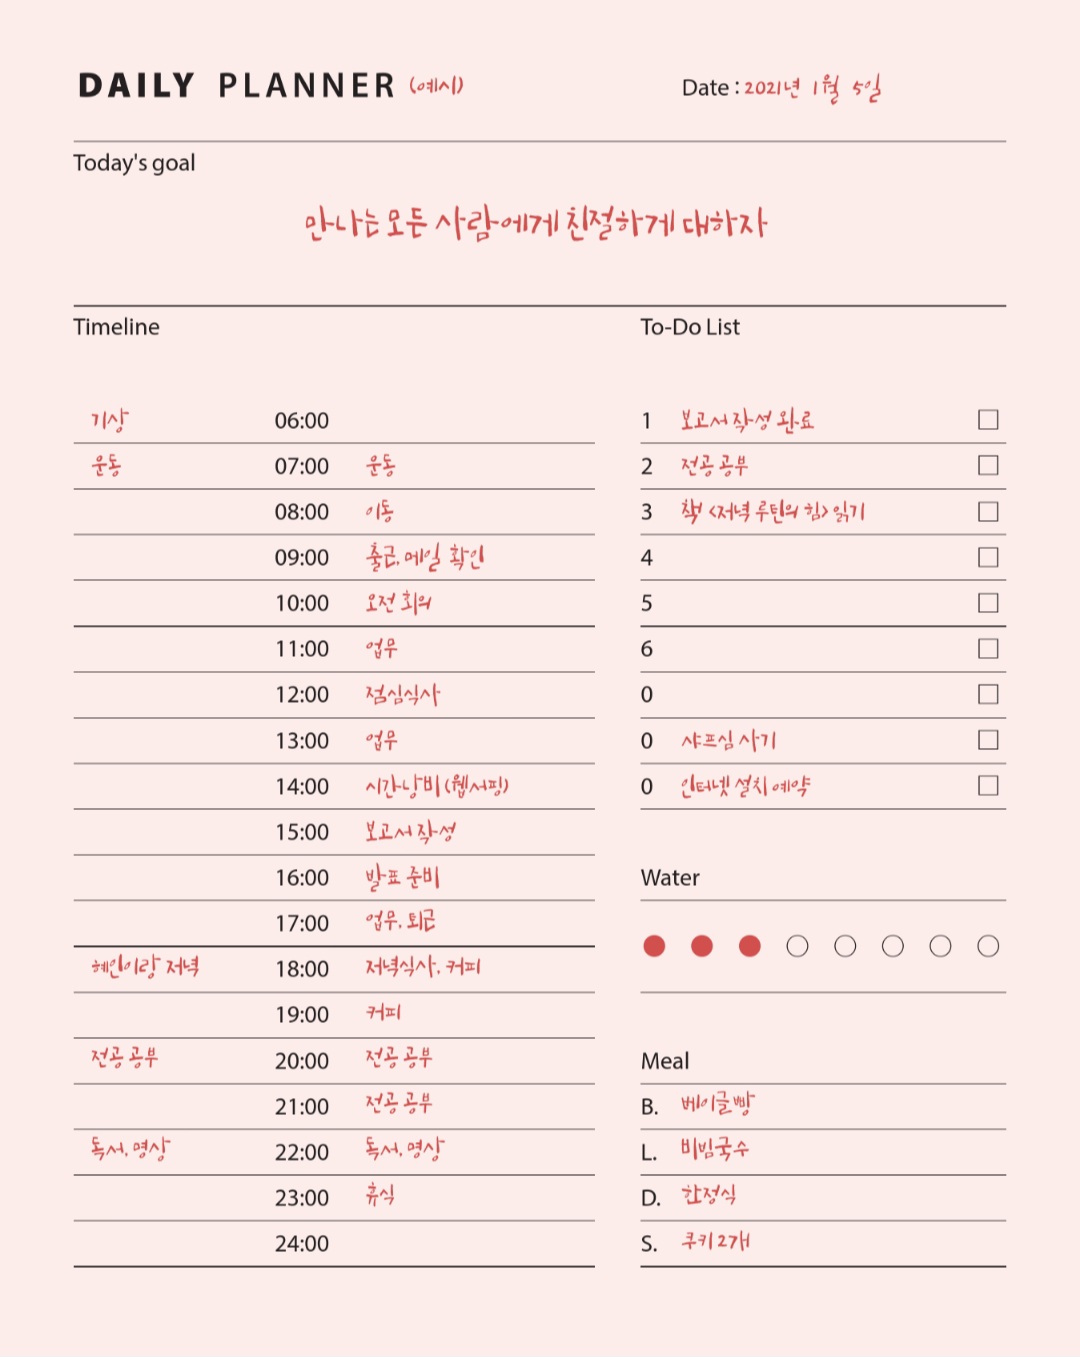 DAILY PLANNER (예시)
Date : 2021년 1월 5일
Today's goal
만나는 모든 사람에게 친절하게 대하자
Timeline
기상 06:00
운동 07:00 운동
08:00 이동
09:00 출근, 메일 확인
10:00 오전 회의
11:00 업무
12:00 점심식사
13:00 업무
14:00 시간낭비(웹서핑)
15:00 보고서 작성
16:00 발표 준비
17:00 업무, 퇴근
혜인이랑 저녁 18:00 저녁식사, 커피
19:00 커피
전공 공부 20:00 전공 공부
21:00 전공 공부
독서, 명상 22:00 독서, 명상
23:00 휴식
24:00
To-Do List
1 보고서 작성 완료
2 전공 공부
3 책 <저녁 루틴의 힘> 읽기
4
5
6
0
0 샤프심 사기
0 인터넷 설치 예약
Water
Meal
B. 베이글빵
L. 비빔국수
D. 한정식
S. 쿠키 2개